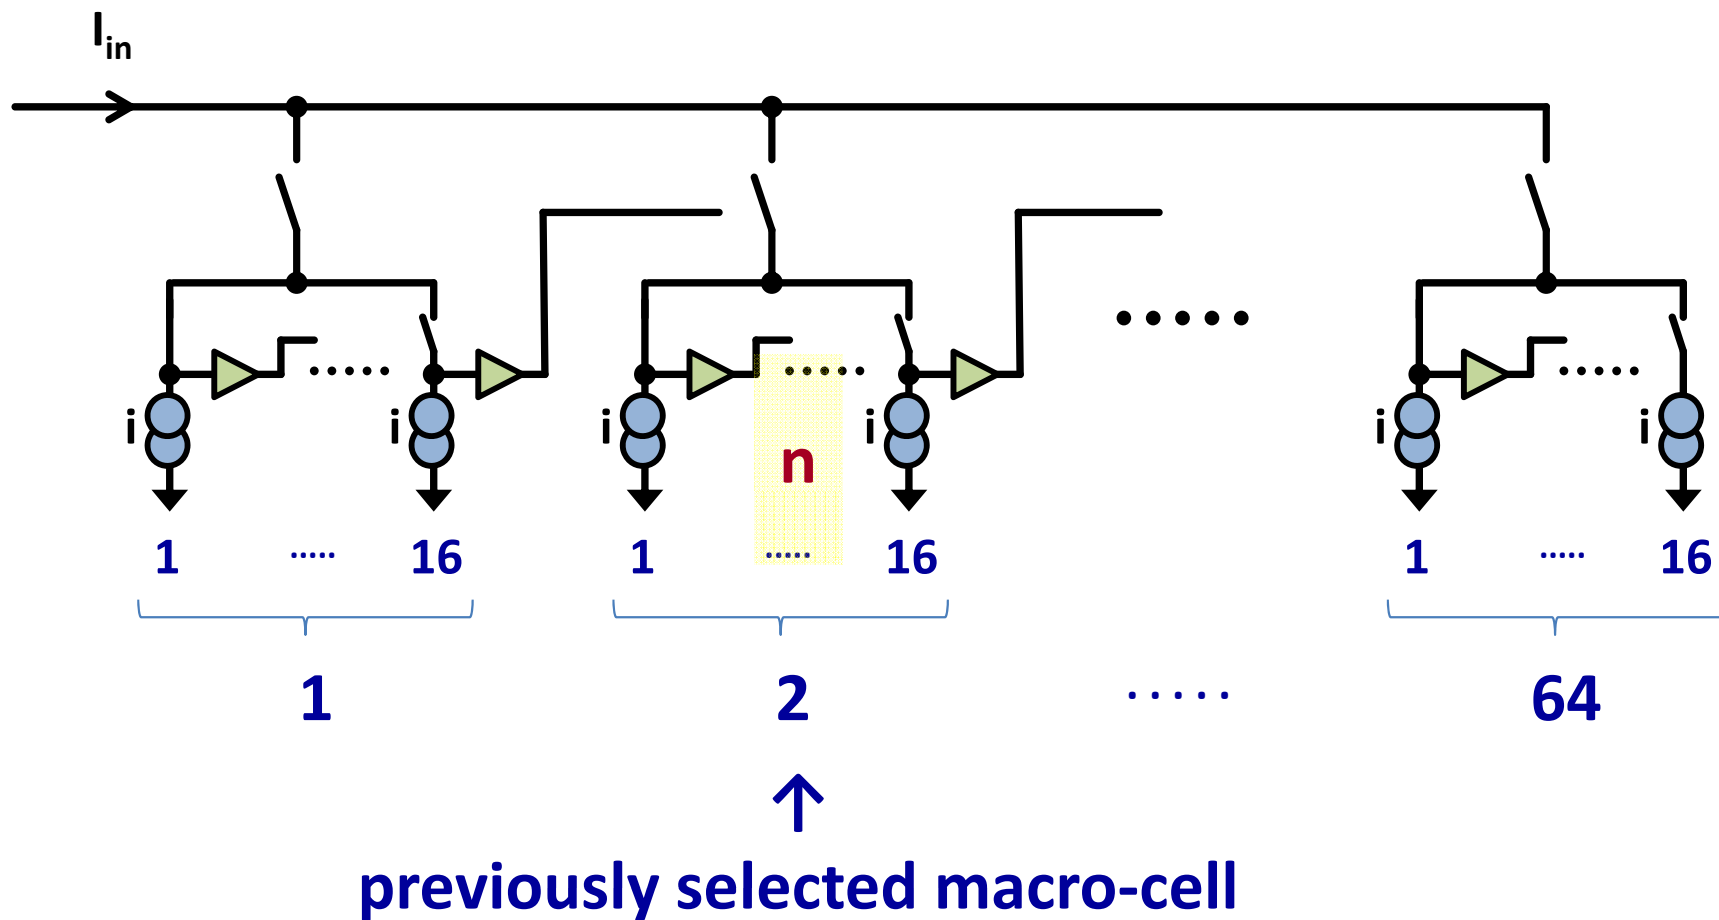 Iin
i i i i i i
n
1 ..... 16 1 ..... 16 1 ..... 16
1 2 ..... 64
previously selected macro-cell